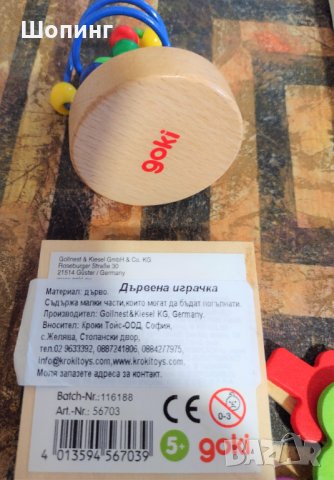 Шопинг
goki
Gollnest & Kiesel GmbH & Co. KG
Roseburger Straße 30
21514 Güster / Germany
Дървена играчка
Материал: дърво.
Съдържа малки части,които могат да бъдат погълнати.
Производител: Gollnest&Kiesel KG, Germany.
Вносител: Кроки Тойс-ООД, София,
с.Желява, Стопански двор,
тел.02 9633392, 0887241806, 0884277975,
info@krokitoys.com www.krokitoys.com.
Моля запазете адреса за контакт.
Batch-Nr.:116188
Art.-Nr.: 56703
CE
0-3
5+
goki
4 013594 567039
bazar